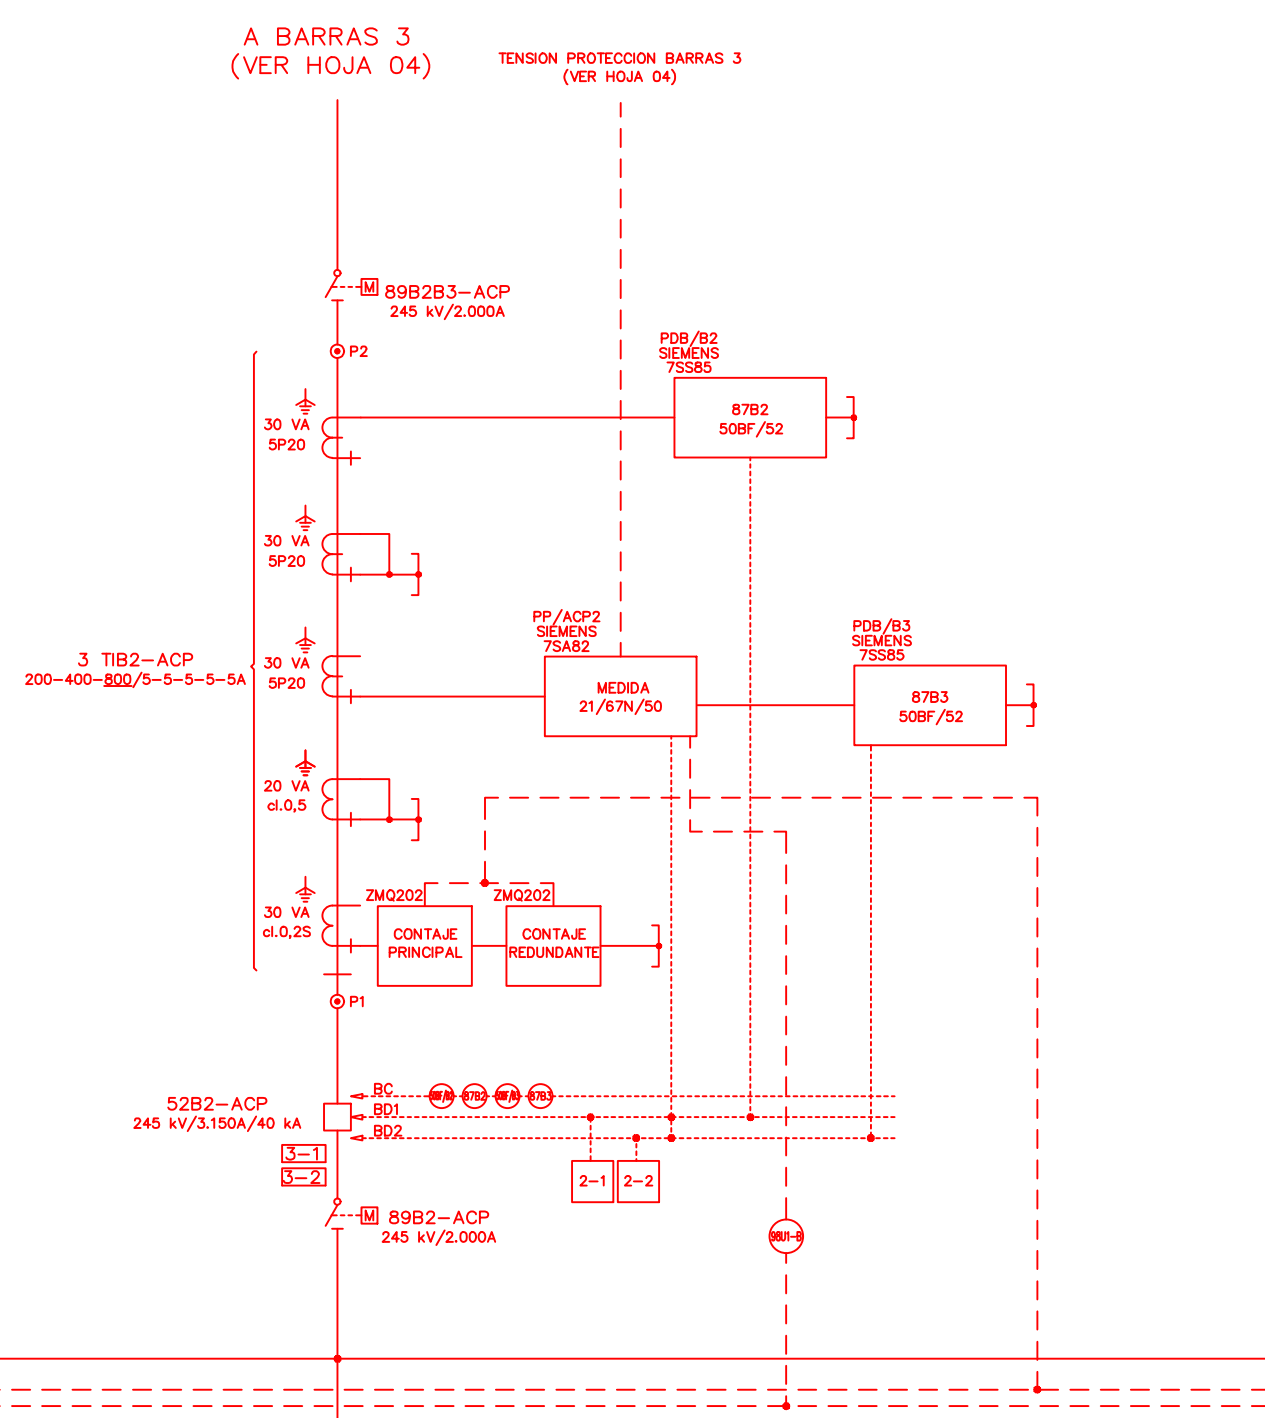 A BARRAS 3
(VER HOJA 04)
TENSION PROTECCION BARRAS 3
(VER HOJA 04)
M
89B2B3-ACP
245 kV/2.000A
P2
PDB/B2
SIEMENS
7SS85
87B2
50BF/52
30 VA
5P20
30 VA
5P20
PP/ACP2
SIEMENS
7SA82
MEDIDA
21/67N/50
PDB/B3
SIEMENS
7SS85
87B3
50BF/52
30 VA
5P20
3 TIB2-ACP
200-400-800/5-5-5-5-5A
20 VA
cl.0,5
30 VA
cl.0,2S
ZMQ202
CONTAJE
PRINCIPAL
ZMQ202
CONTAJE
REDUNDANTE
P1
52B2-ACP
245 kV/3.150A/40 kA
BC
50BF/B2
87B2
50BF/B3
87B3
BD1
BD2
3-1
3-2
2-1
2-2
M
89B2-ACP
245 kV/2.000A
98U1-B